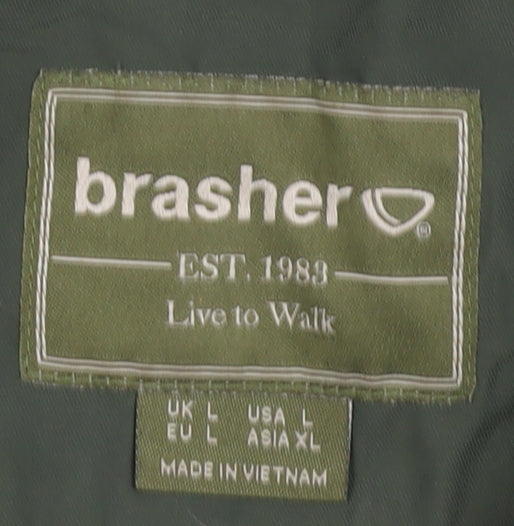 brasher®
EST. 1983
Live to Walk
UK L USA L
EU L ASIA XL
MADE IN VIETNAM